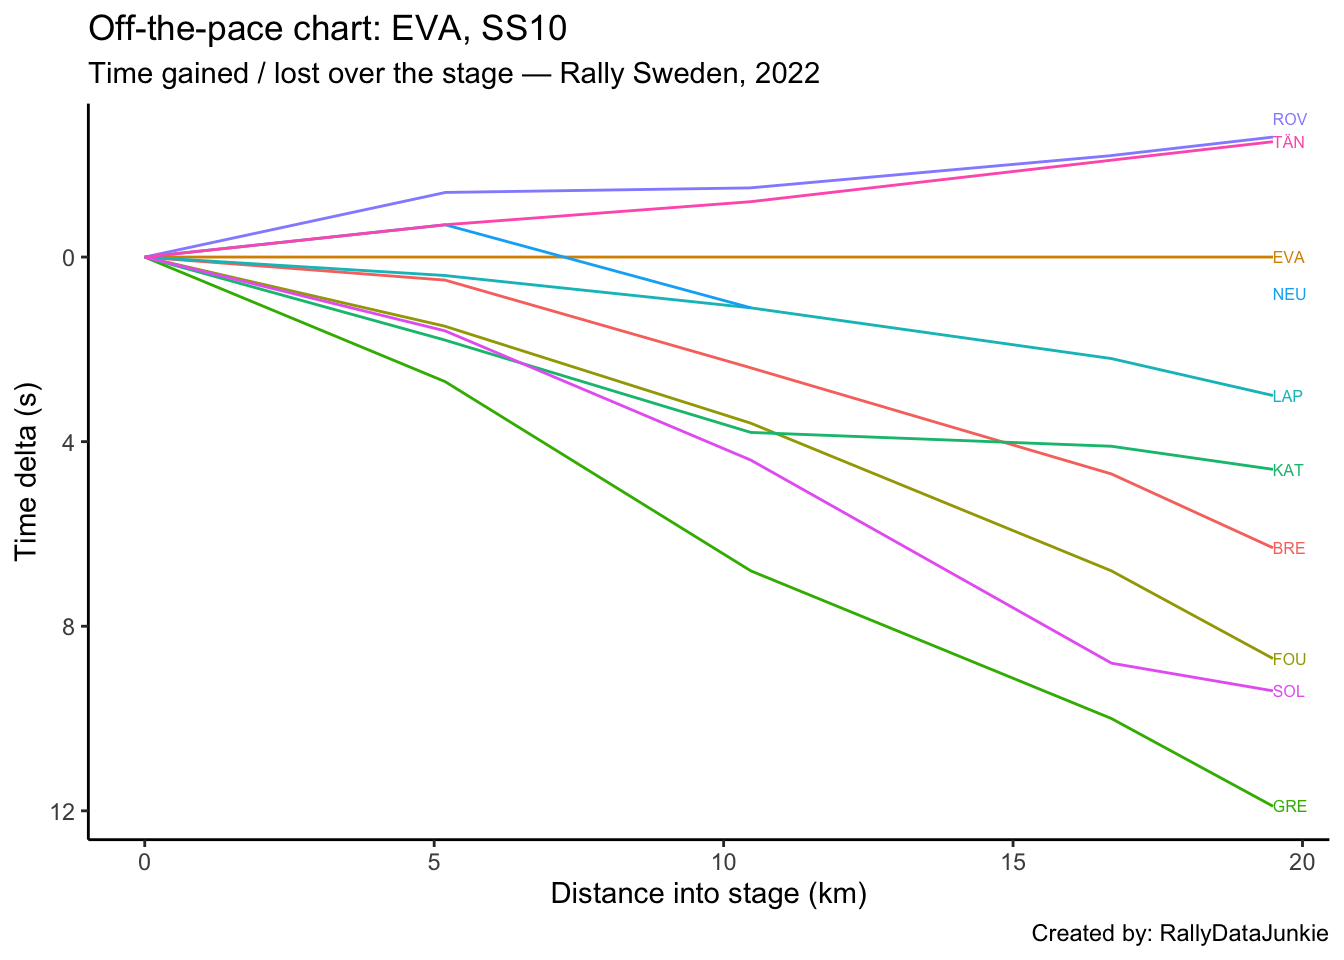 Off-the-pace chart: EVA, SS10
Time gained / lost over the stage — Rally Sweden, 2022
ROV
TÄN
0
EVA
NEU
LAP
Time delta (s)
4
KAT
BRE
8
FOU
SOL
12
GRE
0 5 10 15 20
Distance into stage (km)
Created by: RallyDataJunkie